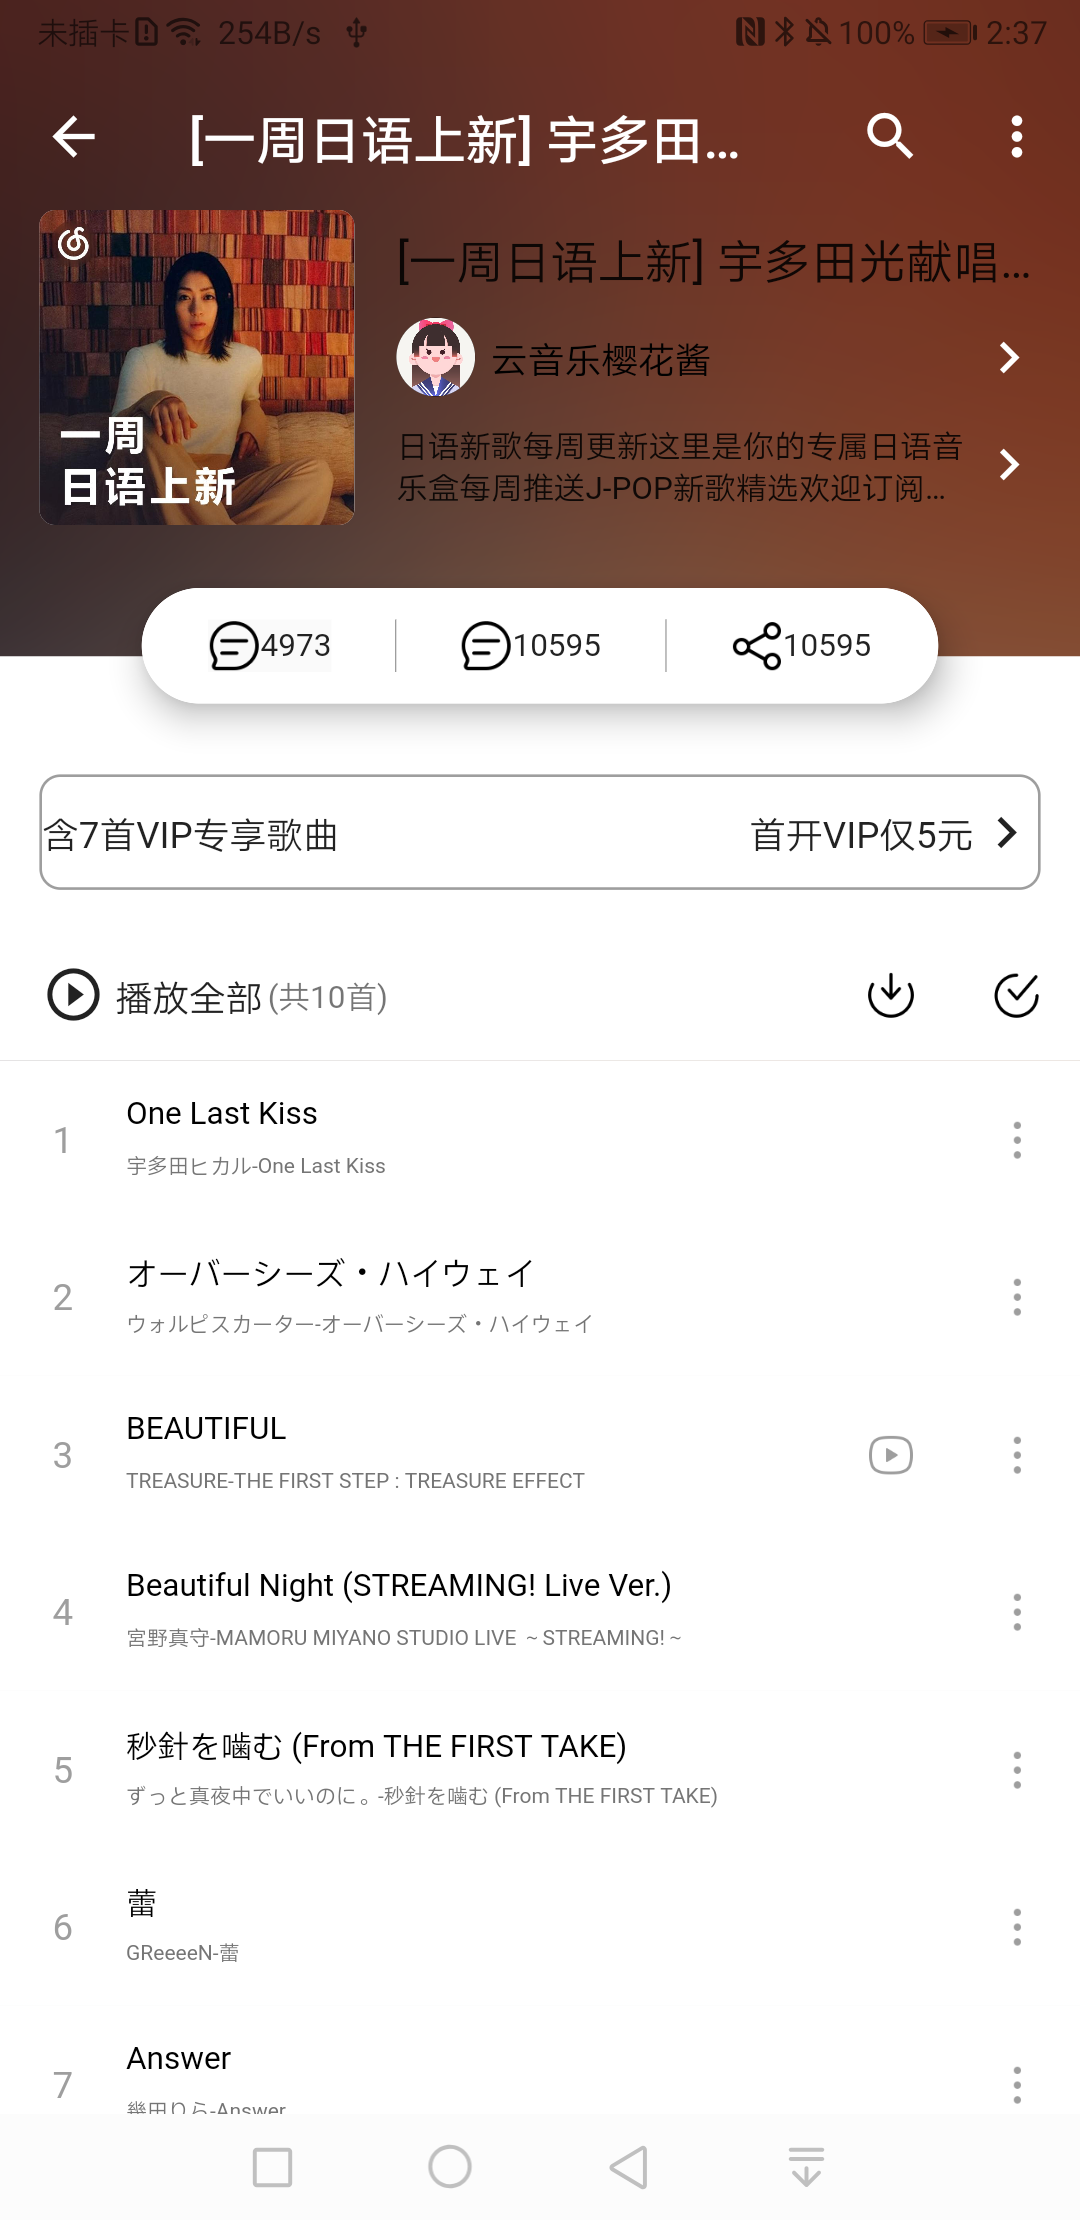 未插卡 254B/s 100% 2:37
[一周日语上新] 宇多田...
[一周日语上新] 宇多田光献唱...
云音乐樱花酱
日语新歌每周更新这里是你的专属日语音
乐盒每周推送J-POP新歌精选欢迎订阅...
一周
日语上新
4973 10595 10595
含7首VIP专享歌曲 首开VIP仅5元
播放全部(共10首)
1 One Last Kiss
宇多田ヒカル-One Last Kiss
2 オーバーシーズ・ハイウェイ
ウォルピスカーター-オーバーシーズ・ハイウェイ
3 BEAUTIFUL
TREASURE-THE FIRST STEP : TREASURE EFFECT
4 Beautiful Night (STREAMING! Live Ver.)
宮野真守-MAMORU MIYANO STUDIO LIVE ～STREAMING!～
5 秒針を噛む (From THE FIRST TAKE)
ずっと真夜中でいいのに。-秒針を噛む (From THE FIRST TAKE)
6 蕾
GReeeeN-蕾
7 Answer
幾田りら-Answer